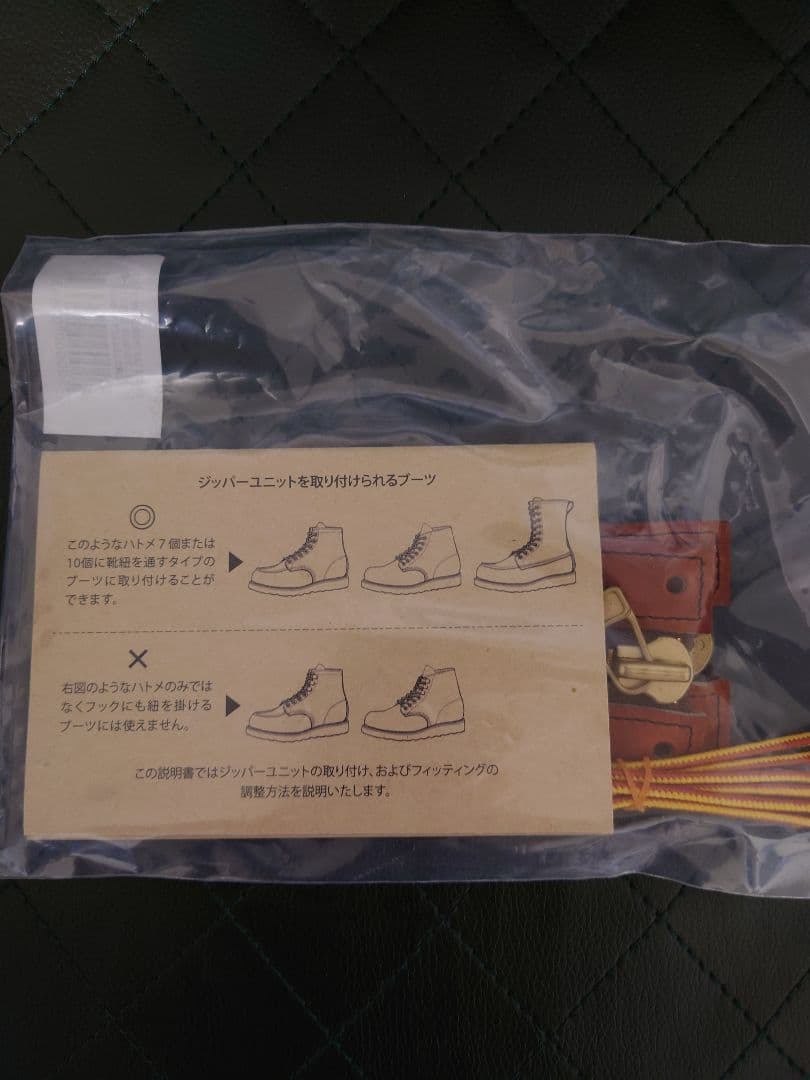 ジッパーユニットを取り付けられるブーツ
◎
このようなハトメ7個または
10個に靴紐を通すタイプの
ブーツに取り付けることが
できます。
✕
右図のようなハトメのみでは
なくフックにも紐を掛ける
ブーツには使えません。
この説明書ではジッパーユニットの取り付け、およびフィッティングの
調整方法を説明いたします。